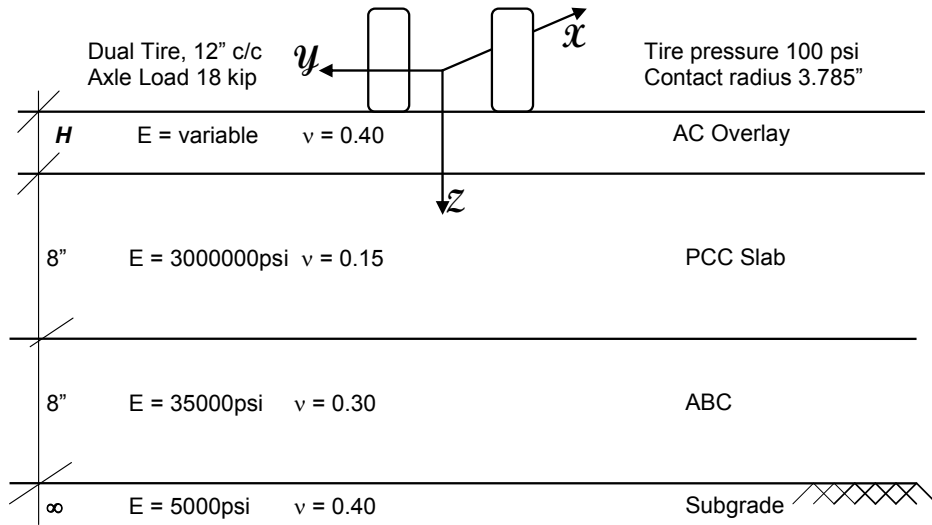 Dual Tire, 12” c/c
Axle Load 18 kip
y
x
z
Tire pressure 100 psi
Contact radius 3.785”
H E = variable ν = 0.40 AC Overlay
8” E = 3000000psi ν = 0.15 PCC Slab
8” E = 35000psi ν = 0.30 ABC
∞ E = 5000psi ν = 0.40 Subgrade